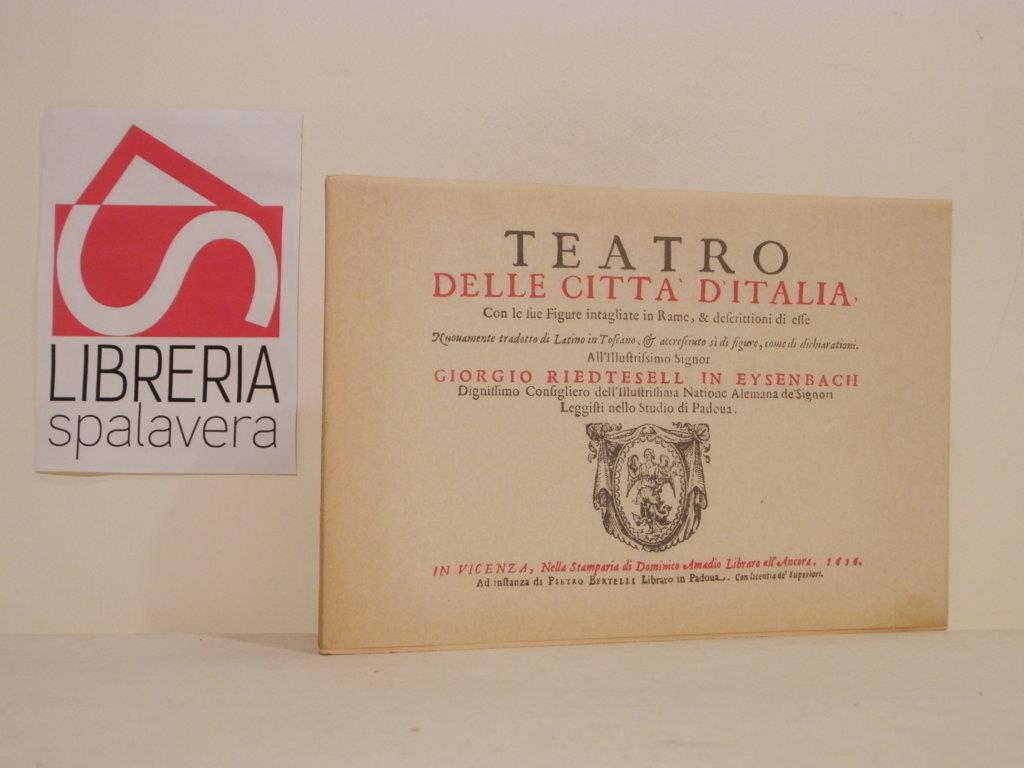 LIBRERIA
spalavera
TEATRO
DELLE CITTA' D'ITALIA,
Con le sue Figure intagliate in Rame, & descrittioni di esse
Nuouamente tradotto di Latino in Toscano, & accresciuto sì di figure, come di dichiarationi.
All'Illustrissimo Signor
GIORGIO RIEDTESELL IN EYSENBACH
Dignissimo Consigliero dell'Illustrissima Natione Alemana de' Signori
Leggisti nello Studio di Padoua.
IN VICENZA, Nella Stamparia di Dominico Amadio Libraro all'Ancora. 1616.
Ad instanza di PIETRO BERTELLI Libraro in Padoua. Con licentia de' Superiori.